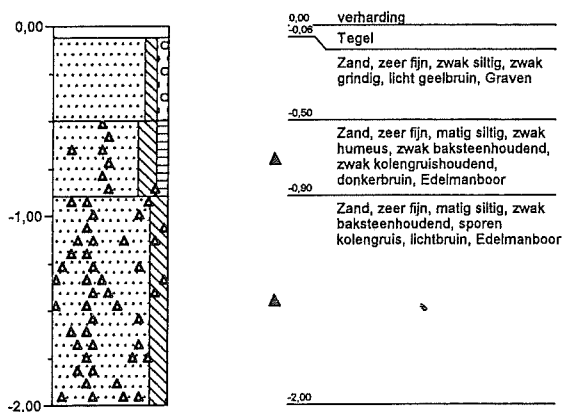 0,00
-1,00
-2,00
0,00 verharding
-0,06
Tegel
Zand, zeer fijn, zwak siltig, zwak
grindig, licht geelbruin, Graven
-0,50
Zand, zeer fijn, matig siltig, zwak
humeus, zwak baksteenhoudend,
zwak kolengruishoudend,
donkerbruin, Edelmanboor
-0,90
Zand, zeer fijn, matig siltig, zwak
baksteenhoudend, sporen
kolengruis, lichtbruin, Edelmanboor
-2,00